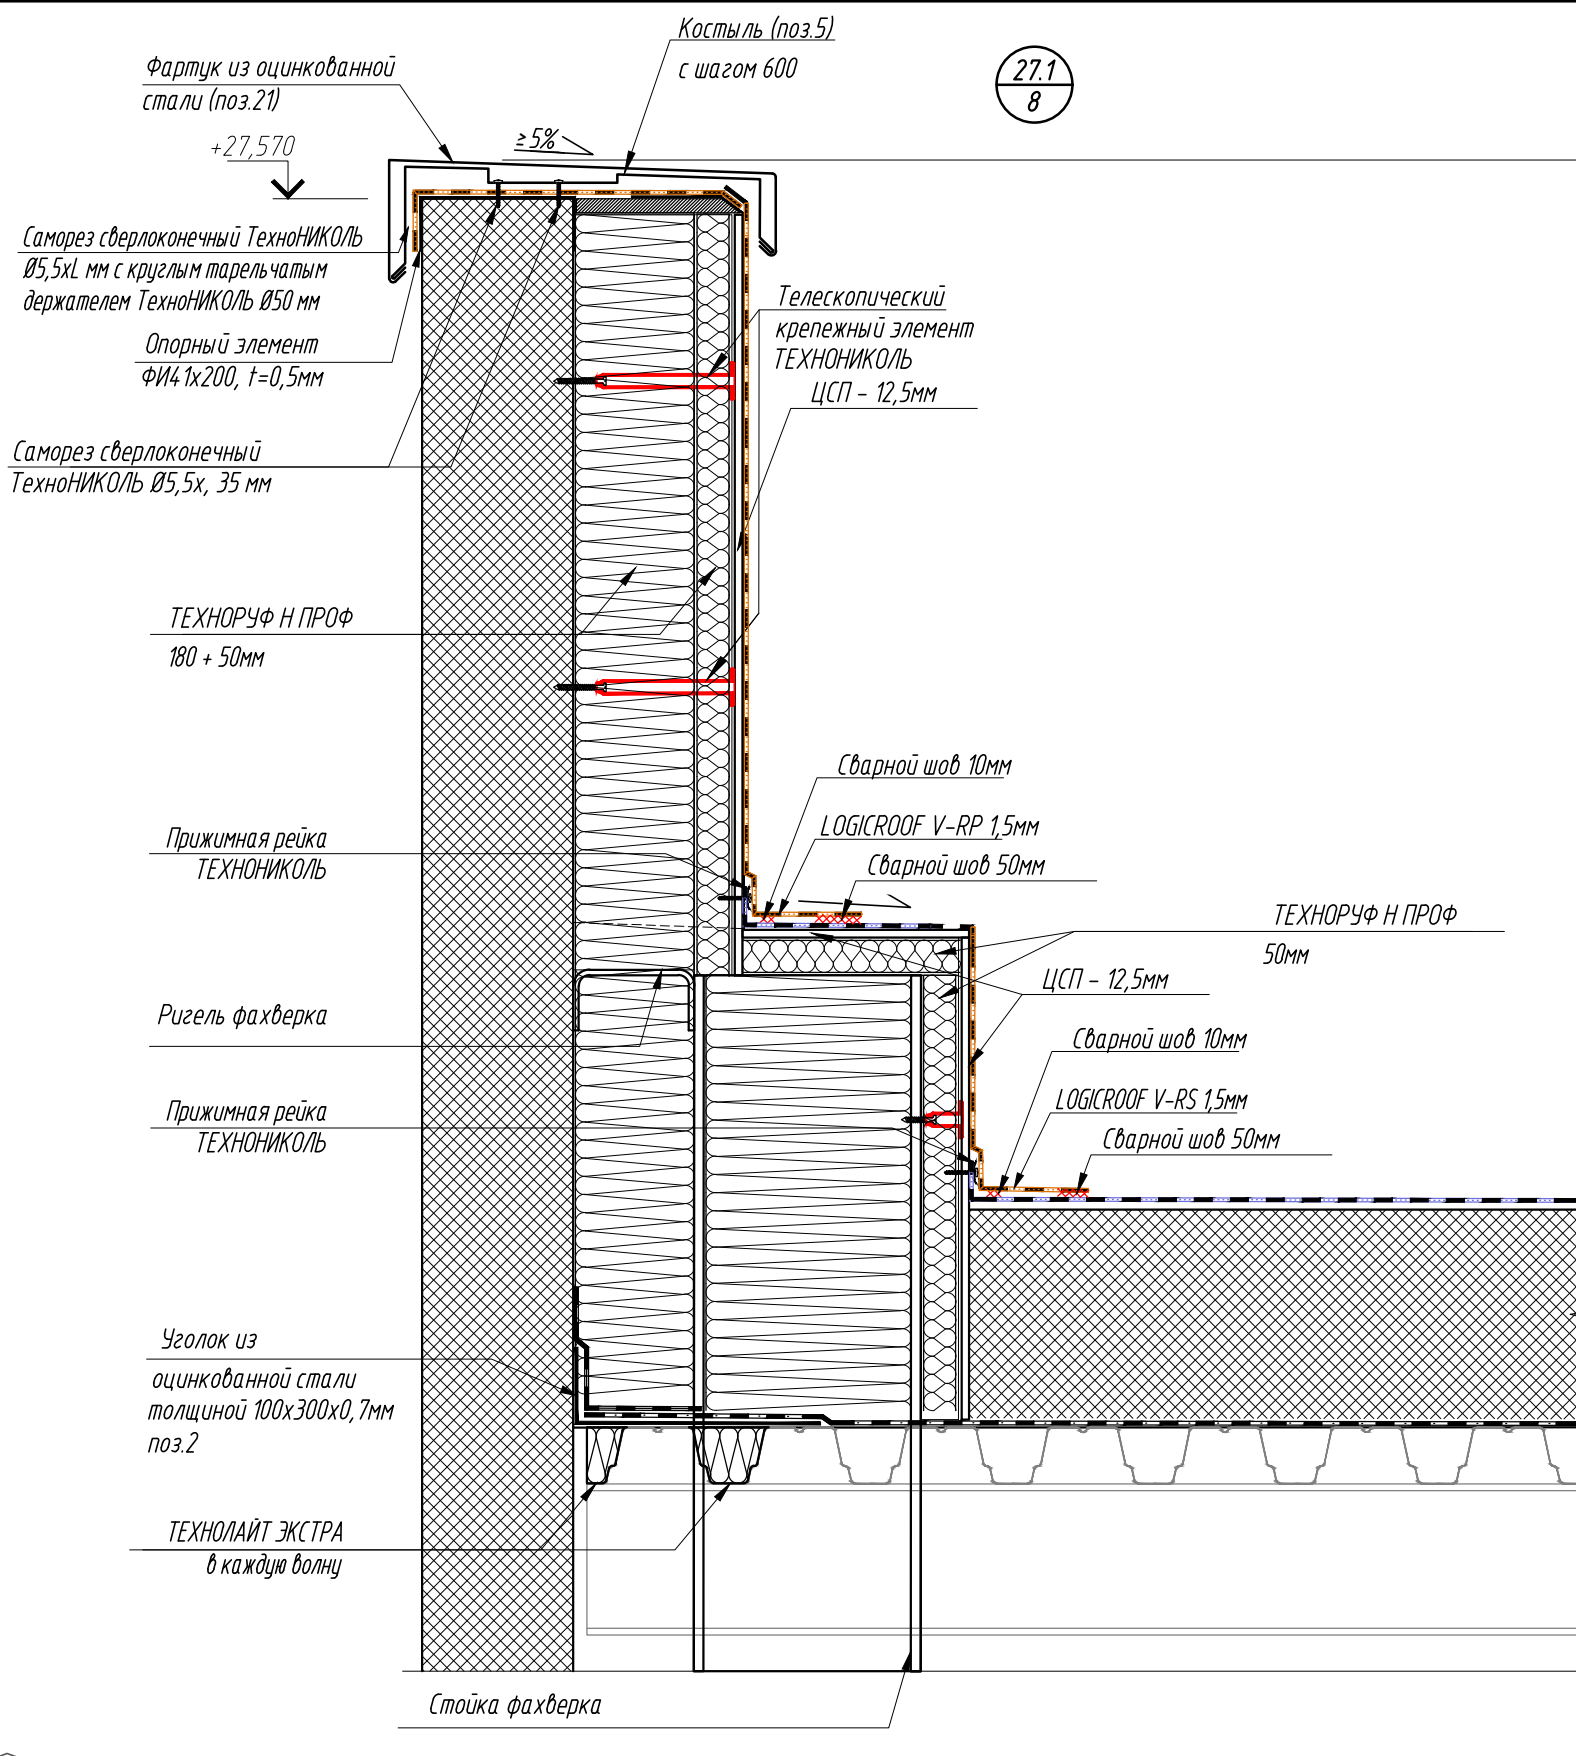 Костыль (поз.5)
с шагом 600
27.1
8
Фартук из оцинкованной
стали (поз.21)
+27,570
≥5%
Саморез сверлоконечный ТехноНИКОЛЬ
Ø5,5хL мм с круглым тарельчатым
держателем ТехноНИКОЛЬ Ø50 мм
Опорный элемент
ФИ41х200, t=0,5мм
Телескопический
крепежный элемент
ТЕХНОНИКОЛЬ
ЦСП - 12,5мм
Саморез сверлоконечный
ТехноНИКОЛЬ Ø5,5х, 35 мм
ТЕХНОРУФ Н ПРОФ
180 + 50мм
Сварной шов 10мм
LOGICROOF V-RP 1,5мм
Сварной шов 50мм
Прижимная рейка
ТЕХНОНИКОЛЬ
ТЕХНОРУФ Н ПРОФ
50мм
ЦСП - 12,5мм
Ригель фахверка
Сварной шов 10мм
LOGICROOF V-RS 1,5мм
Сварной шов 50мм
Прижимная рейка
ТЕХНОНИКОЛЬ
Уголок из
оцинкованной стали
толщиной 100х300х0,7мм
поз.2
ТЕХНОЛАЙТ ЭКСТРА
в каждую волну
Стойка фахверка